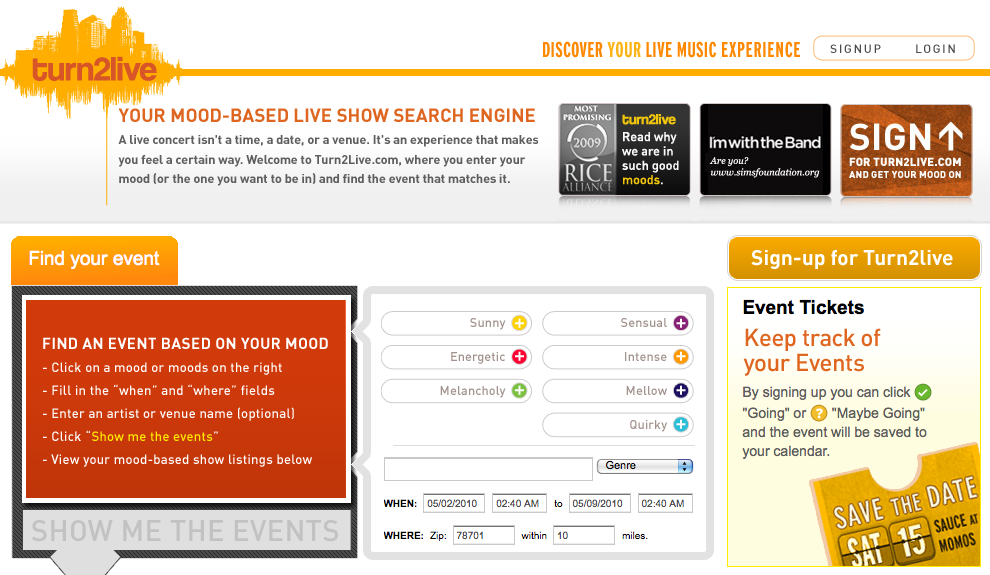 turn2live
DISCOVER YOUR LIVE MUSIC EXPERIENCE
SIGNUP
LOGIN
YOUR MOOD-BASED LIVE SHOW SEARCH ENGINE
A live concert isn't a time, a date, or a venue. It's an experience that makes
you feel a certain way. Welcome to Turn2Live.com, where you enter your
mood (or the one you want to be in) and find the event that matches it.
MOST
PROMISING
2009
RICE
ALLIANCE
turn2live
Read why
we are in
such good
moods.
I'm with the Band
Are you?
www.simsfoundation.org
SIGN
FOR TURN2LIVE.COM
AND GET YOUR MOOD ON
Find your event
FIND AN EVENT BASED ON YOUR MOOD
- Click on a mood or moods on the right
- Fill in the “when” and “where” fields
- Enter an artist or venue name (optional)
- Click “Show me the events”
- View your mood-based show listings below
SHOW ME THE EVENTS
Sunny
Sensual
Energetic
Intense
Melancholy
Mellow
Quirky
Genre
WHEN: 05/02/2010 02:40 AM to 05/09/2010 02:40 AM
WHERE: Zip: 78701 within 10 miles.
Sign-up for Turn2live
Event Tickets
Keep track of
your Events
By signing up you can click
"Going" or ? "Maybe Going"
and the event will be saved to
your calendar.
SAVE THE DATE
SAT 15 SAUCE AT
MOMOS